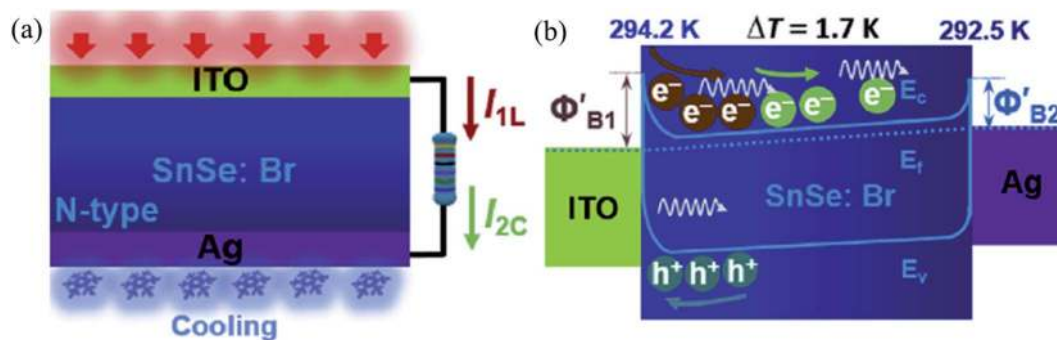 (a)
ITO
SnSe: Br
N-type
Ag
Cooling
I1L
I2C
(b)
294.2 K
ΔT = 1.7 K
292.5 K
Φ′B1
Φ′B2
e− e− e− e− e− e−
Ec
Ef
ITO
SnSe: Br
Ag
h+ h+ h+
Ev